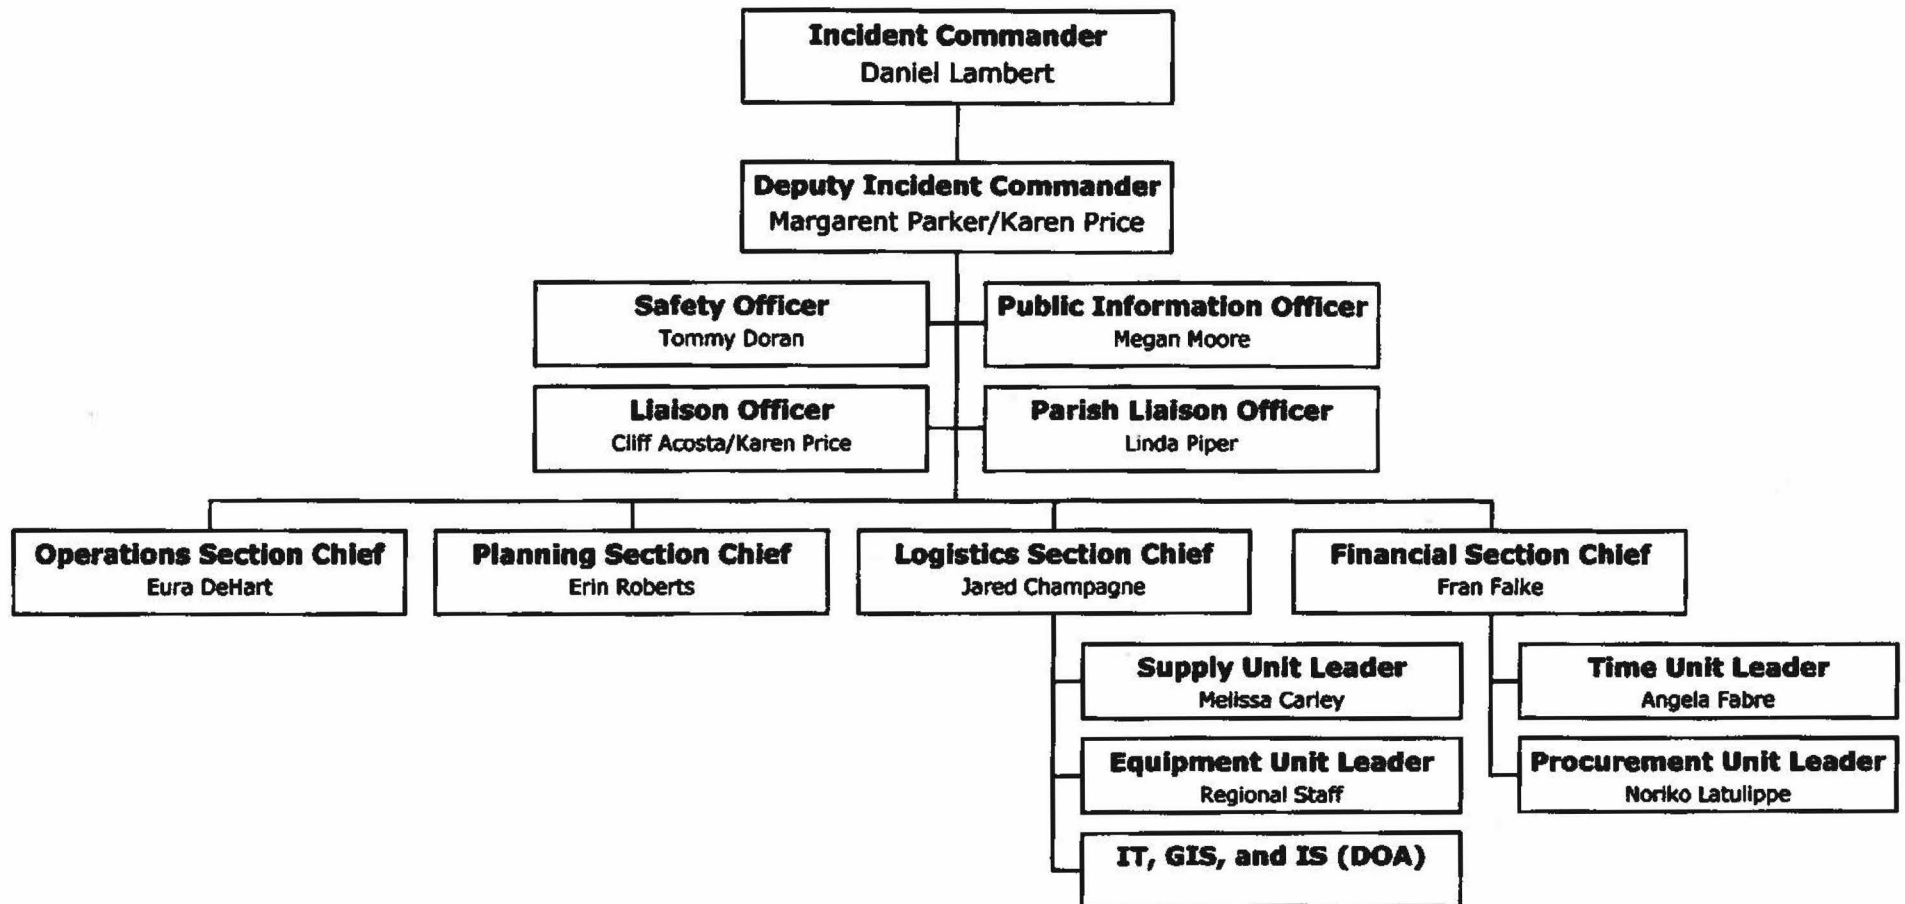 Incident Commander
Daniel Lambert
Deputy Incident Commander
Margarent Parker/Karen Price
Safety Officer
Tommy Doran
Public Information Officer
Megan Moore
Liaison Officer
Cliff Acosta/Karen Price
Parish Liaison Officer
Linda Piper
Operations Section Chief
Eura DeHart
Planning Section Chief
Erin Roberts
Logistics Section Chief
Jared Champagne
Financial Section Chief
Fran Falke
Supply Unit Leader
Melissa Carley
Time Unit Leader
Angela Fabre
Equipment Unit Leader
Regional Staff
Procurement Unit Leader
Noriko Latulippe
IT, GIS, and IS (DOA)